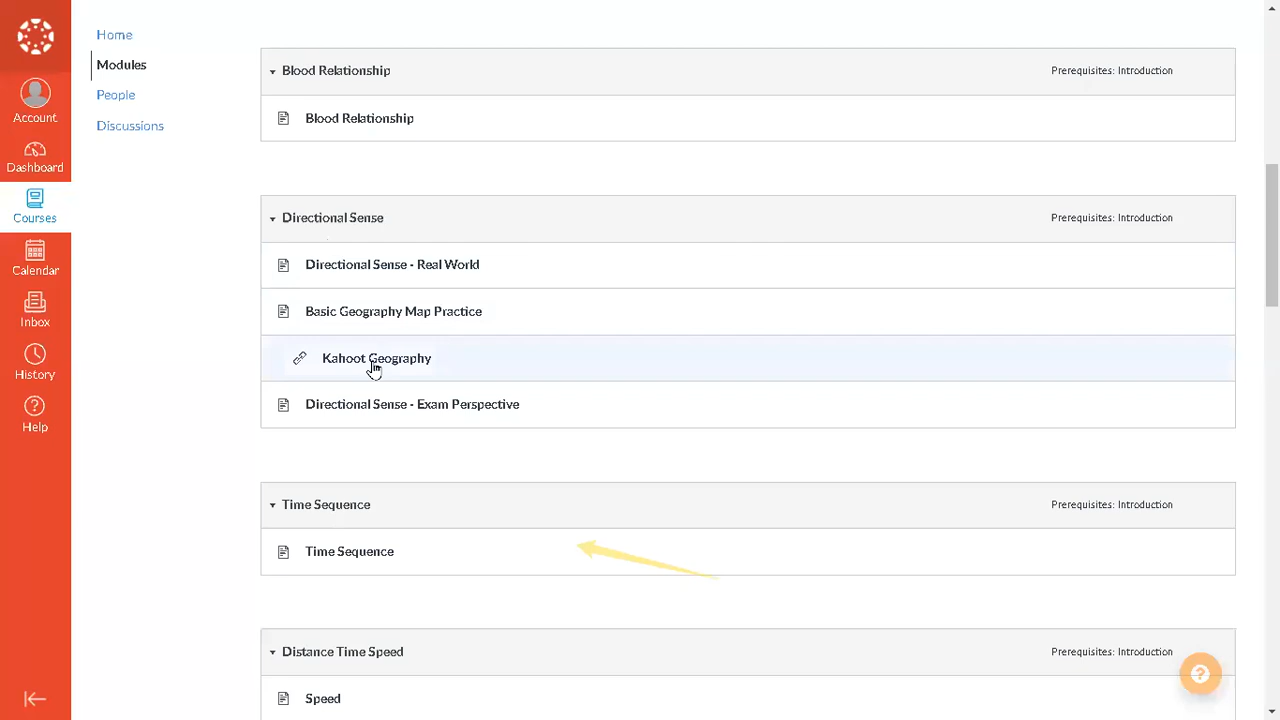 Home
Modules
People
Discussions
Account
Dashboard
Courses
Calendar
Inbox
History
Help
Blood Relationship
Prerequisites: Introduction
Blood Relationship
Directional Sense
Prerequisites: Introduction
Directional Sense - Real World
Basic Geography Map Practice
Kahoot Geography
Directional Sense - Exam Perspective
Time Sequence
Prerequisites: Introduction
Time Sequence
Distance Time Speed
Prerequisites: Introduction
Speed